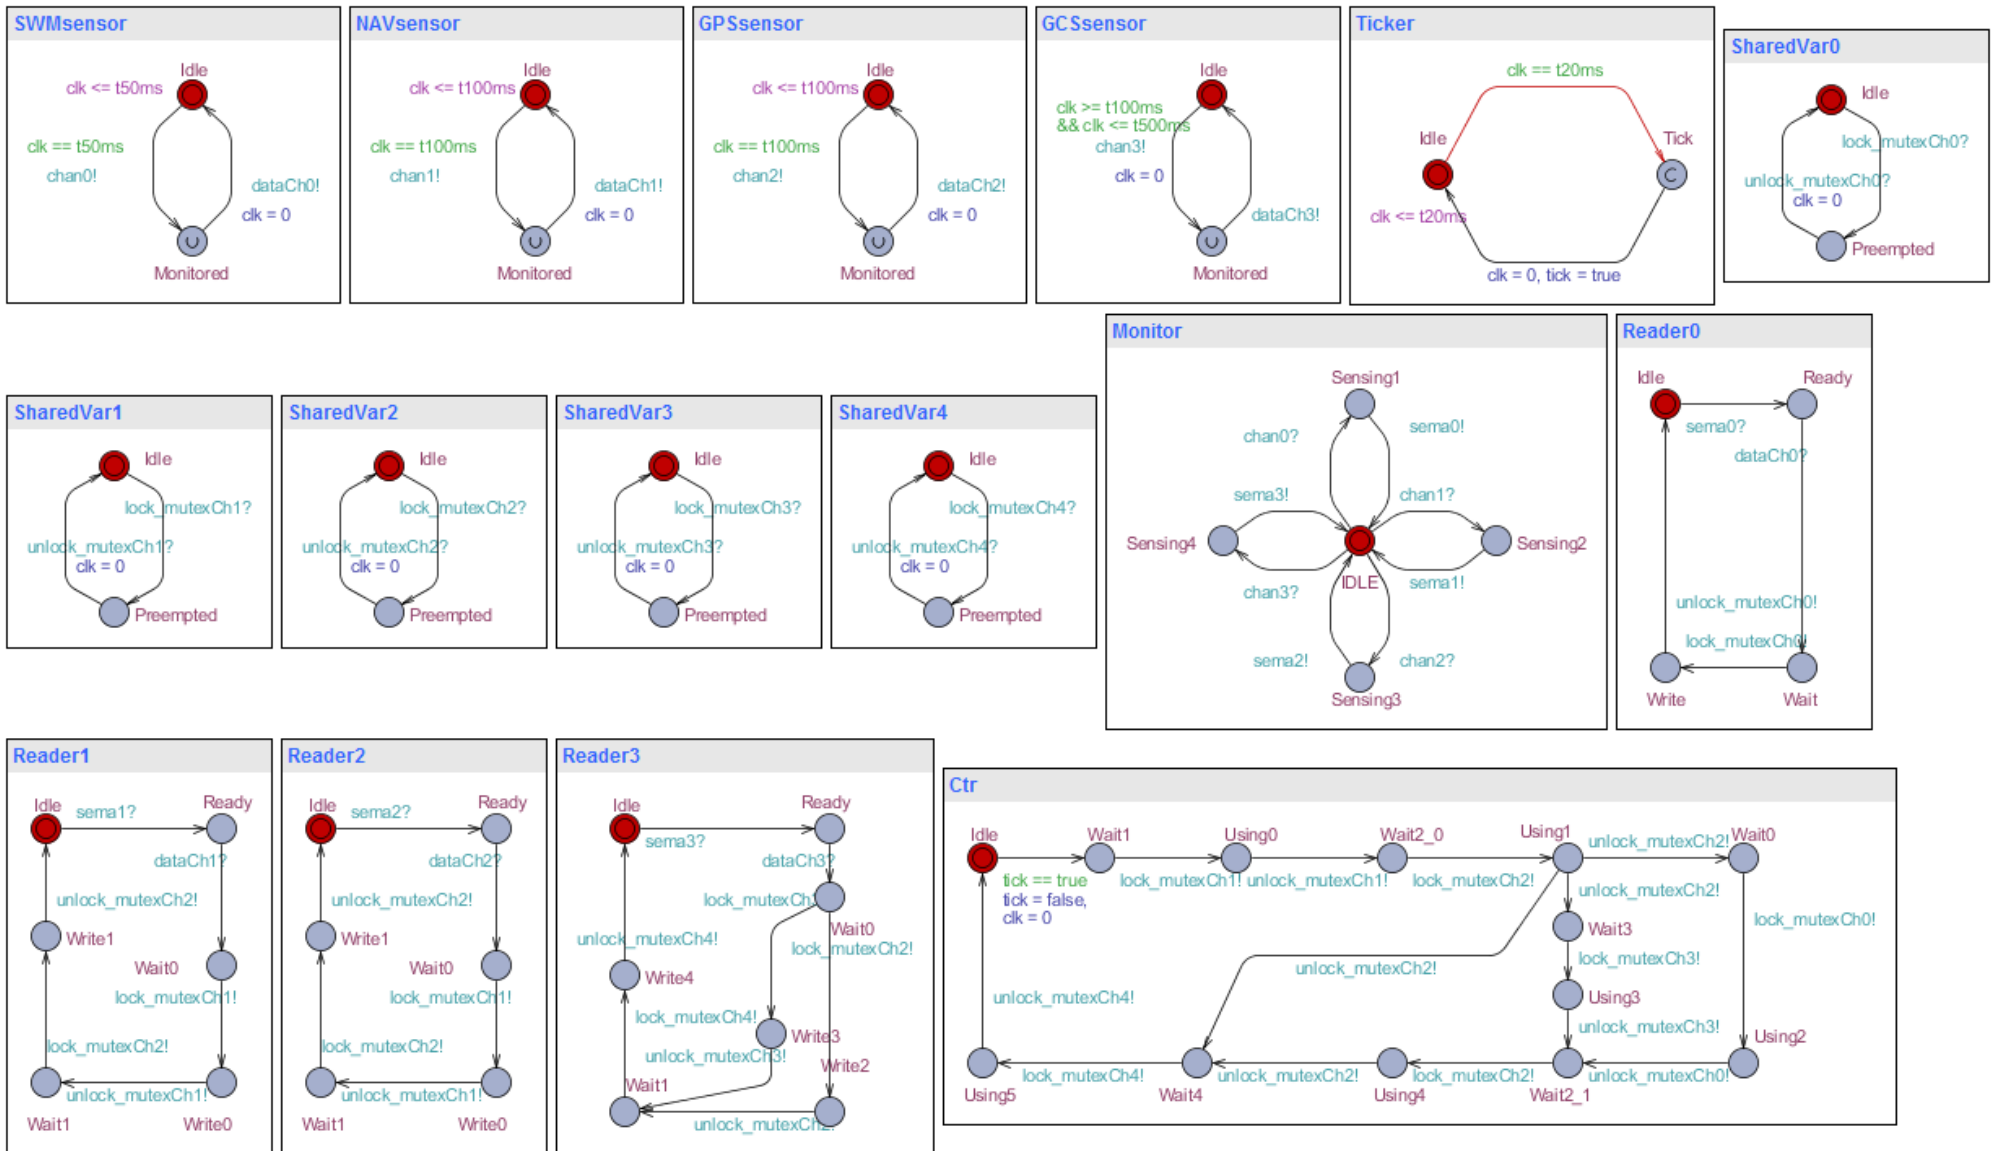 SWMsensor
Idle
clk <= t50ms
clk == t50ms
chan0!
dataCh0!
clk = 0
Monitored
NAVsensor
Idle
clk <= t100ms
clk == t100ms
chan1!
dataCh1!
clk = 0
Monitored
GPSsensor
Idle
clk <= t100ms
clk == t100ms
chan2!
dataCh2!
clk = 0
Monitored
GCSsensor
Idle
clk >= t100ms
&& clk <= t500ms
chan3!
clk = 0
dataCh3!
Monitored
Ticker
clk == t20ms
Idle
Tick
clk <= t20ms
clk = 0, tick = true
SharedVar0
Idle
lock_mutexCh0?
unlock_mutexCh0?
clk = 0
Preempted
SharedVar1
Idle
lock_mutexCh1?
unlock_mutexCh1?
clk = 0
Preempted
SharedVar2
Idle
lock_mutexCh2?
unlock_mutexCh2?
clk = 0
Preempted
SharedVar3
Idle
lock_mutexCh3?
unlock_mutexCh3?
clk = 0
Preempted
SharedVar4
Idle
lock_mutexCh4?
unlock_mutexCh4?
clk = 0
Preempted
Monitor
Sensing1
chan0?
sema0!
sema3!
chan1?
Sensing4
Sensing2
IDLE
chan3?
sema1!
sema2!
chan2?
Sensing3
Reader0
Idle
Ready
sema0?
dataCh0?
unlock_mutexCh0!
lock_mutexCh0!
Write
Wait
Reader1
Idle
sema1?
Ready
dataCh1?
unlock_mutexCh2!
Write1
Wait0
lock_mutexCh1!
lock_mutexCh2!
unlock_mutexCh1!
Wait1
Write0
Reader2
Idle
sema2?
Ready
dataCh2?
unlock_mutexCh2!
Write1
Wait0
lock_mutexCh1!
lock_mutexCh2!
unlock_mutexCh1!
Wait1
Write0
Reader3
Idle
Ready
sema3?
dataCh3?
Wait0
unlock_mutexCh4!
lock_mutexCh2!
Write4
lock_mutexCh4!
Write3
unlock_mutexCh3!
Write2
Wait1
unlock_mutexCh2!
Ctr
Idle
Wait1
Using0
Wait2_0
Using1
unlock_mutexCh2!
Wait0
tick == true
tick = false,
clk = 0
lock_mutexCh1!
unlock_mutexCh1!
lock_mutexCh2!
unlock_mutexCh2!
lock_mutexCh0!
Wait3
lock_mutexCh3!
unlock_mutexCh2!
unlock_mutexCh4!
Using3
unlock_mutexCh3!
Using2
lock_mutexCh4!
unlock_mutexCh2!
lock_mutexCh2!
unlock_mutexCh0!
Using5
Wait4
Using4
Wait2_1